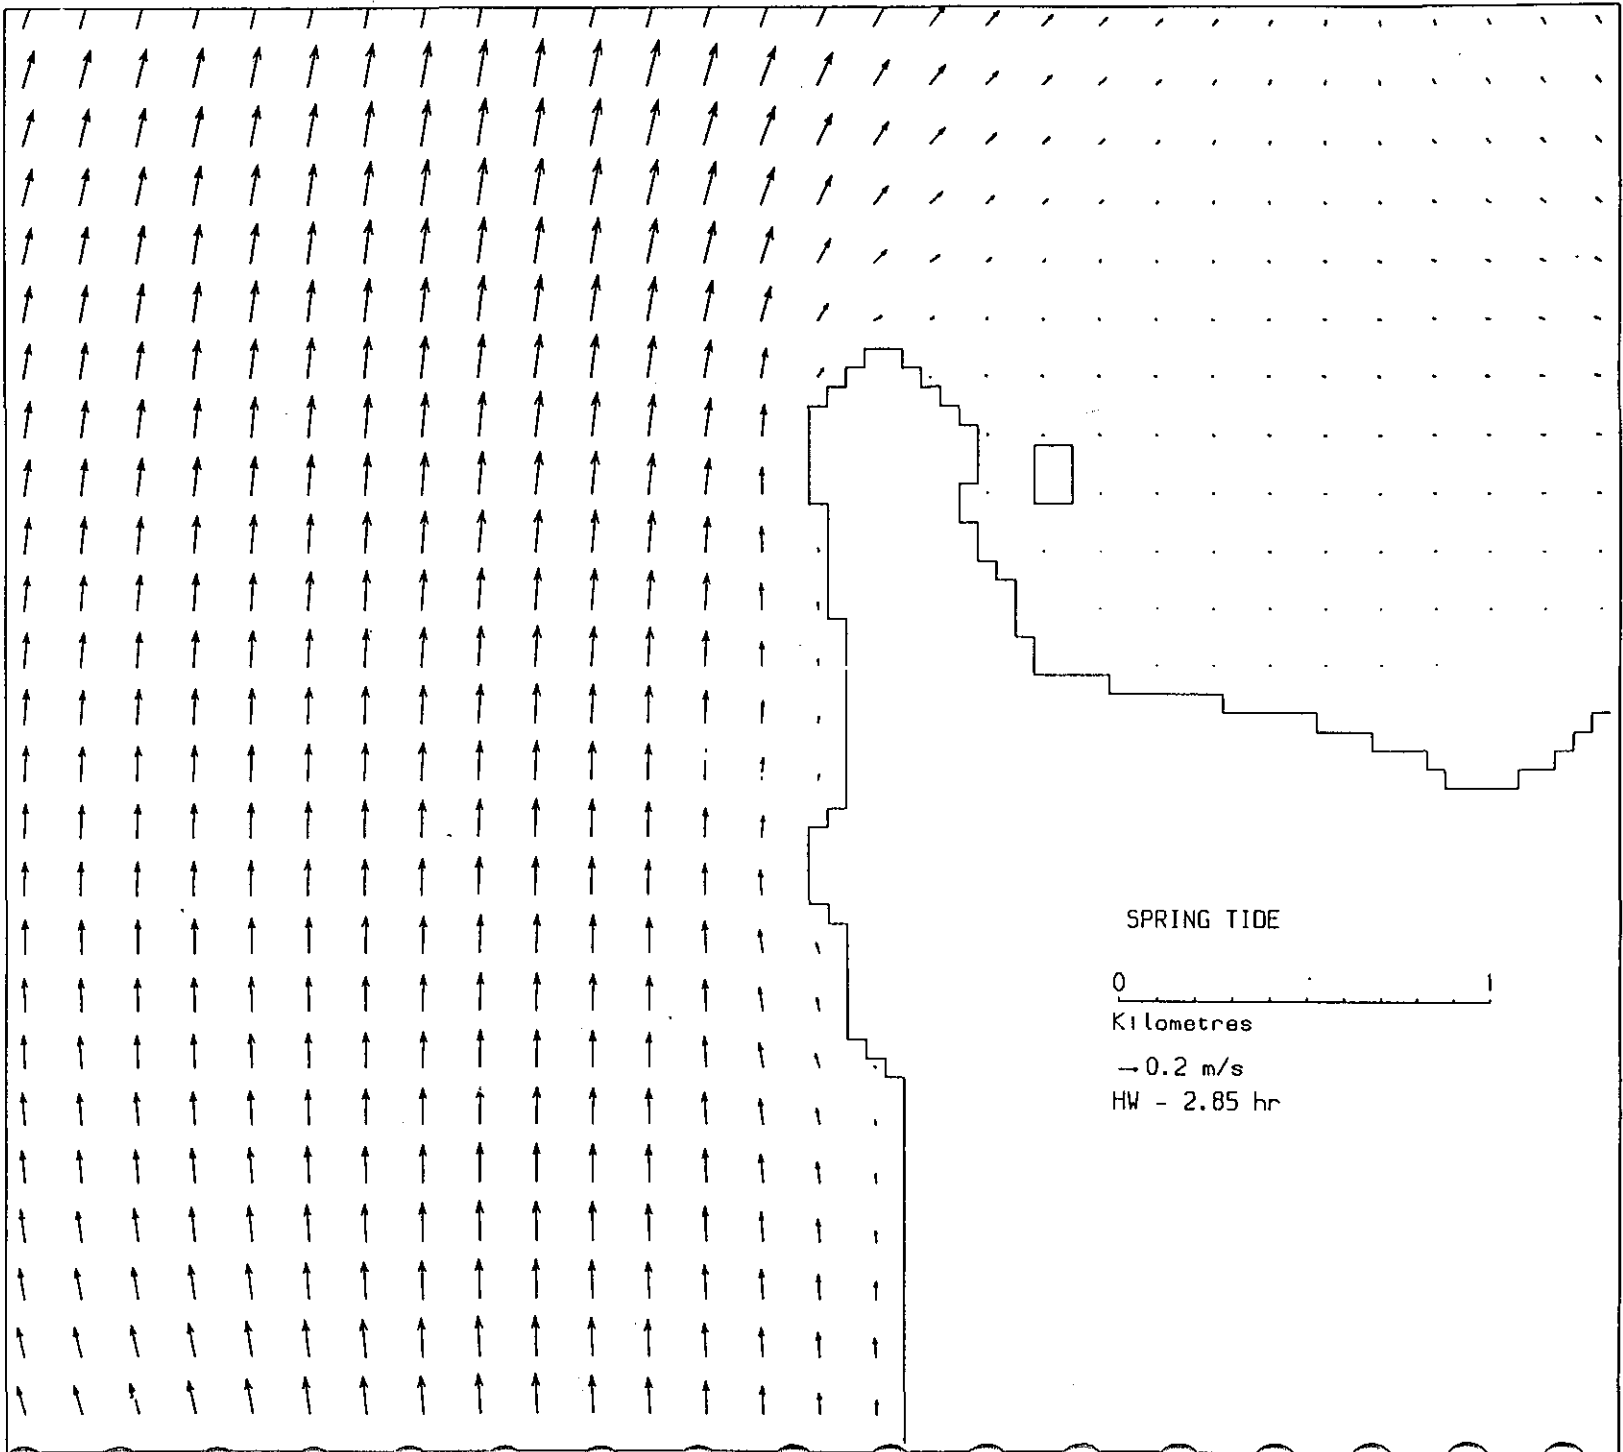 SPRING TIDE
0 1
Kilometres
→0.2 m/s
HW - 2.85 hr